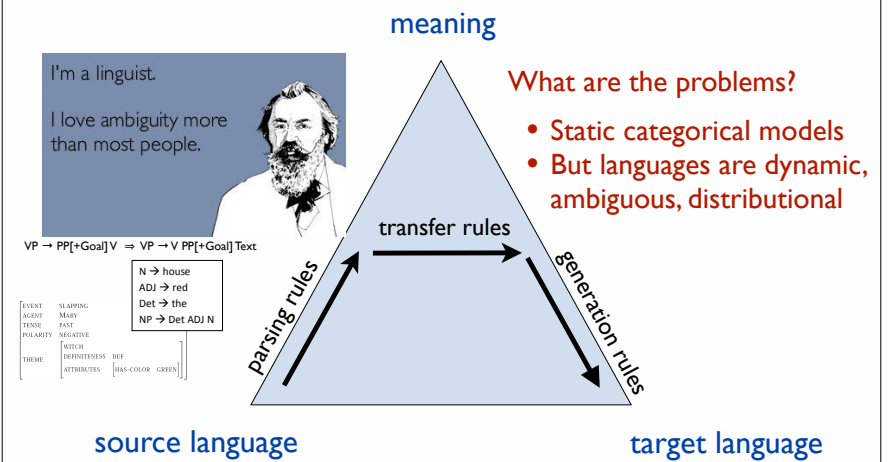 meaning
I'm a linguist.
I love ambiguity more
than most people.
What are the problems?
• Static categorical models
• But languages are dynamic,
ambiguous, distributional
VP → PP[+Goal] V ⇒ VP → V PP[+Goal] Text
N → house
ADJ → red
Det → the
NP → Det ADJ N
EVENT SLAPPING
AGENT MARY
TENSE PAST
POLARITY NEGATIVE
THEME
WITCH
DEFINITENESS DEF
ATTRIBUTES [HAS-COLOR GREEN]
parsing rules
transfer rules
generation rules
source language
target language